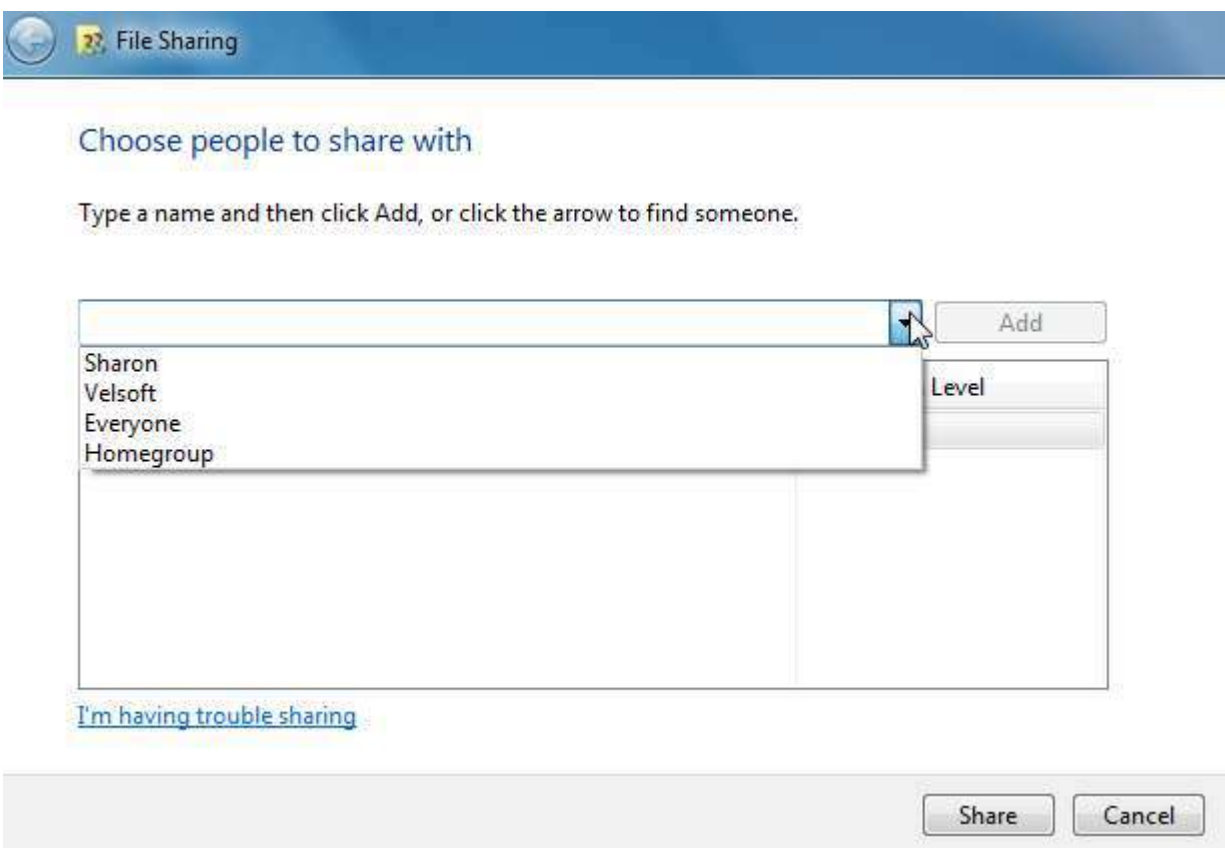 File Sharing
Choose people to share with
Type a name and then click Add, or click the arrow to find someone.
Add
Sharon
Velsoft
Everyone
Homegroup
Level
I'm having trouble sharing
Share
Cancel